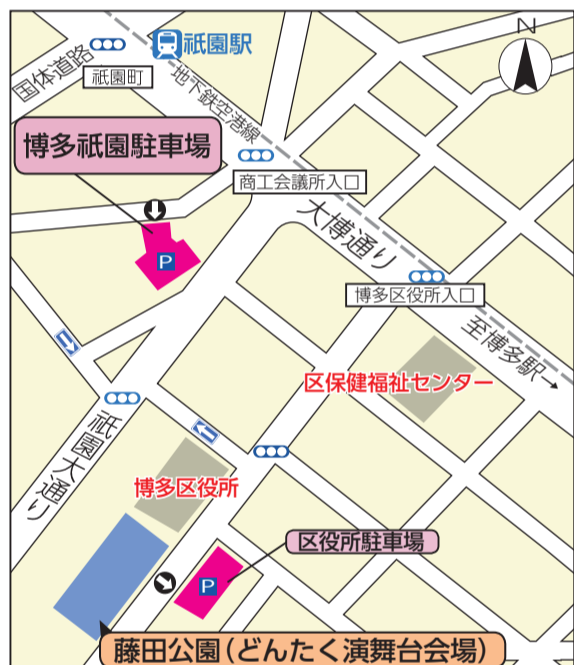 N
祇園駅
国体道路
祇園町
地下鉄空港線
博多祇園駐車場
商工会議所入口
大博通り
P
博多区役所入口
至博多駅→
区保健福祉センター
祇園大通り
博多区役所
区役所駐車場
P
藤田公園(どんたく演舞台会場)